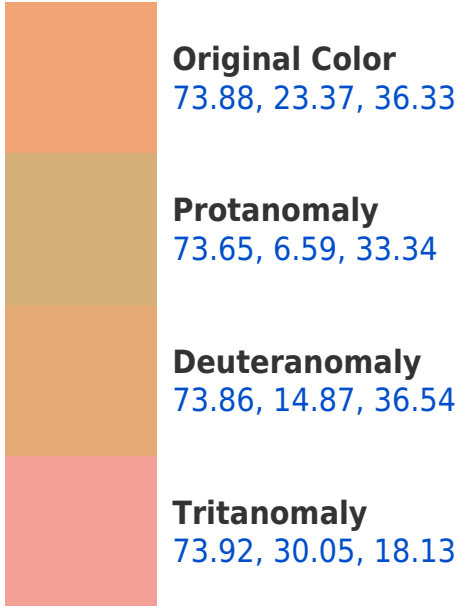 Original Color
73.88, 23.37, 36.33
Protanomaly
73.65, 6.59, 33.34
Deuteranomaly
73.86, 14.87, 36.54
Tritanomaly
73.92, 30.05, 18.13